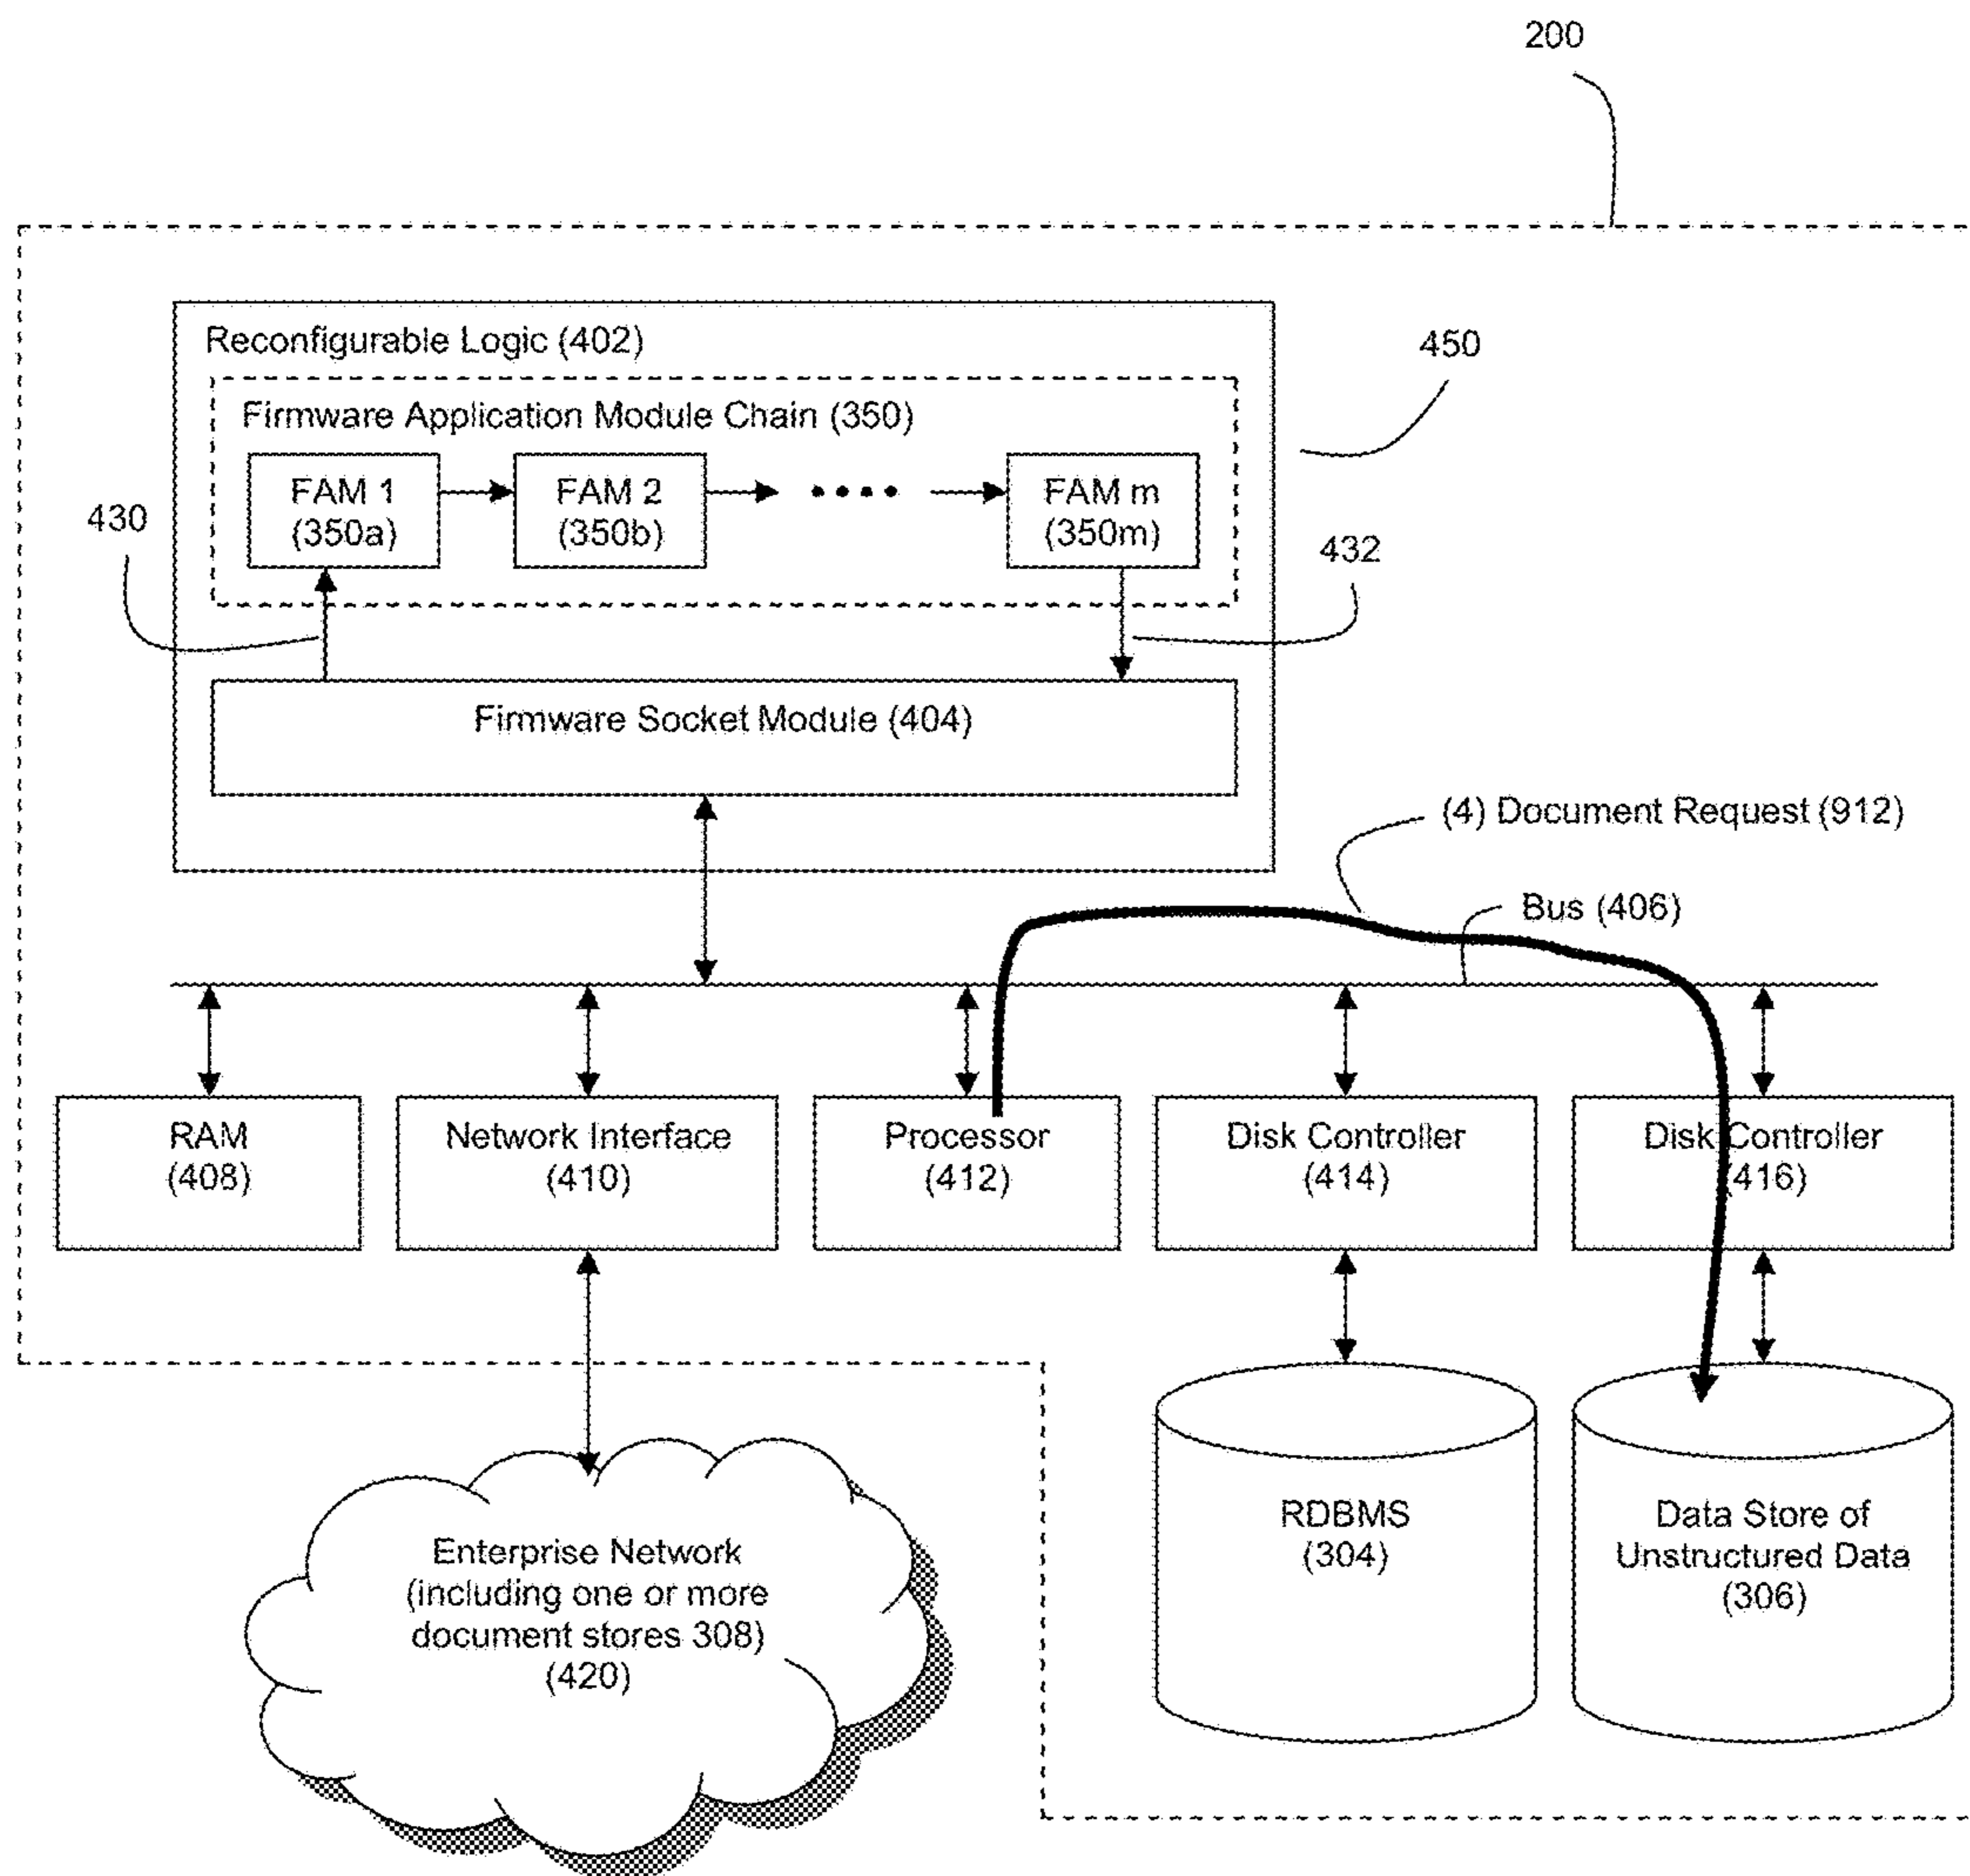 200
Reconfigurable Logic (402)
450
Firmware Application Module Chain (350)
FAM 1
(350a)
FAM 2
(350b)
FAM m
(350m)
430
432
Firmware Socket Module (404)
(4) Document Request (912)
Bus (406)
RAM
(408)
Network Interface
(410)
Processor
(412)
Disk Controller
(414)
Disk Controller
(416)
Enterprise Network
(including one or more
document stores 308)
(420)
RDBMS
(304)
Data Store of
Unstructured Data
(306)